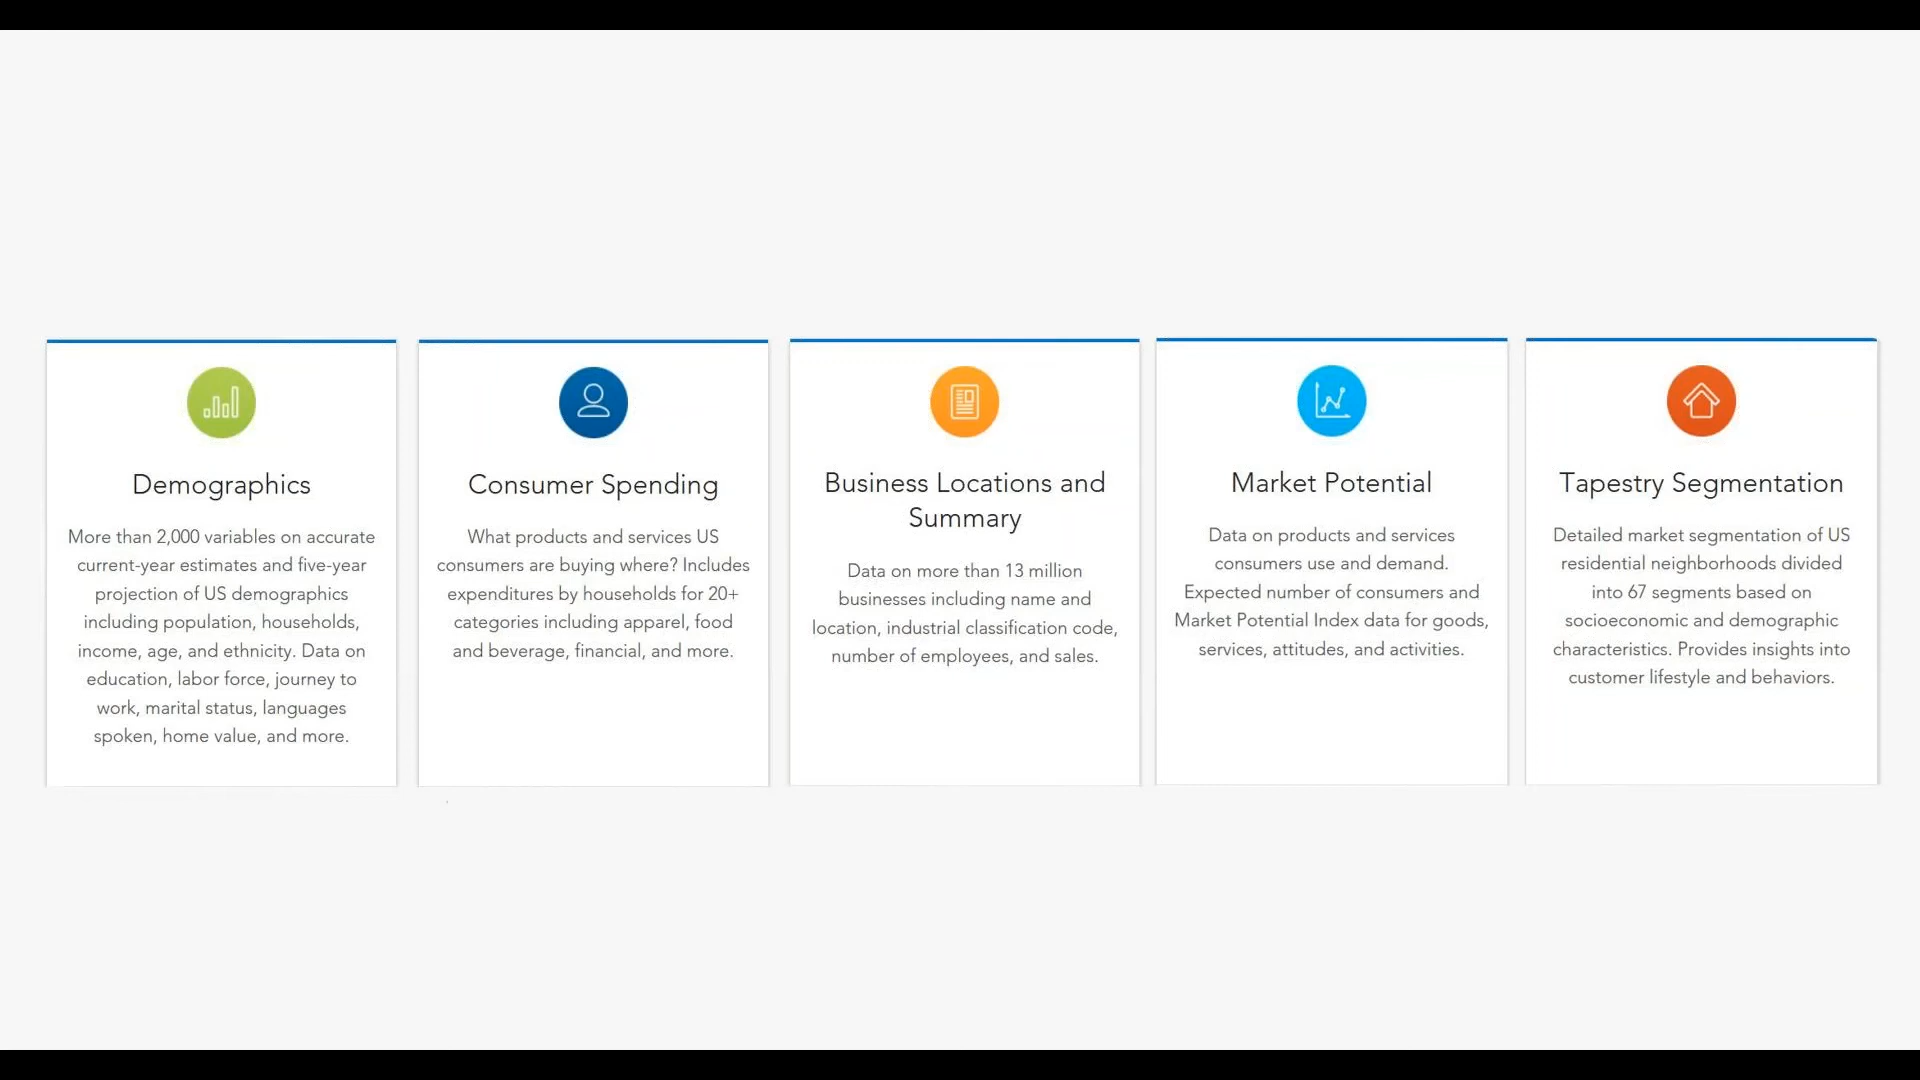 Demographics
More than 2,000 variables on accurate
current-year estimates and five-year
projection of US demographics
including population, households,
income, age, and ethnicity. Data on
education, labor force, journey to
work, marital status, languages
spoken, home value, and more.
Consumer Spending
What products and services US
consumers are buying where? Includes
expenditures by households for 20+
categories including apparel, food
and beverage, financial, and more.
Business Locations and
Summary
Data on more than 13 million
businesses including name and
location, industrial classification code,
number of employees, and sales.
Market Potential
Data on products and services
consumers use and demand.
Expected number of consumers and
Market Potential Index data for goods,
services, attitudes, and activities.
Tapestry Segmentation
Detailed market segmentation of US
residential neighborhoods divided
into 67 segments based on
socioeconomic and demographic
characteristics. Provides insights into
customer lifestyle and behaviors.